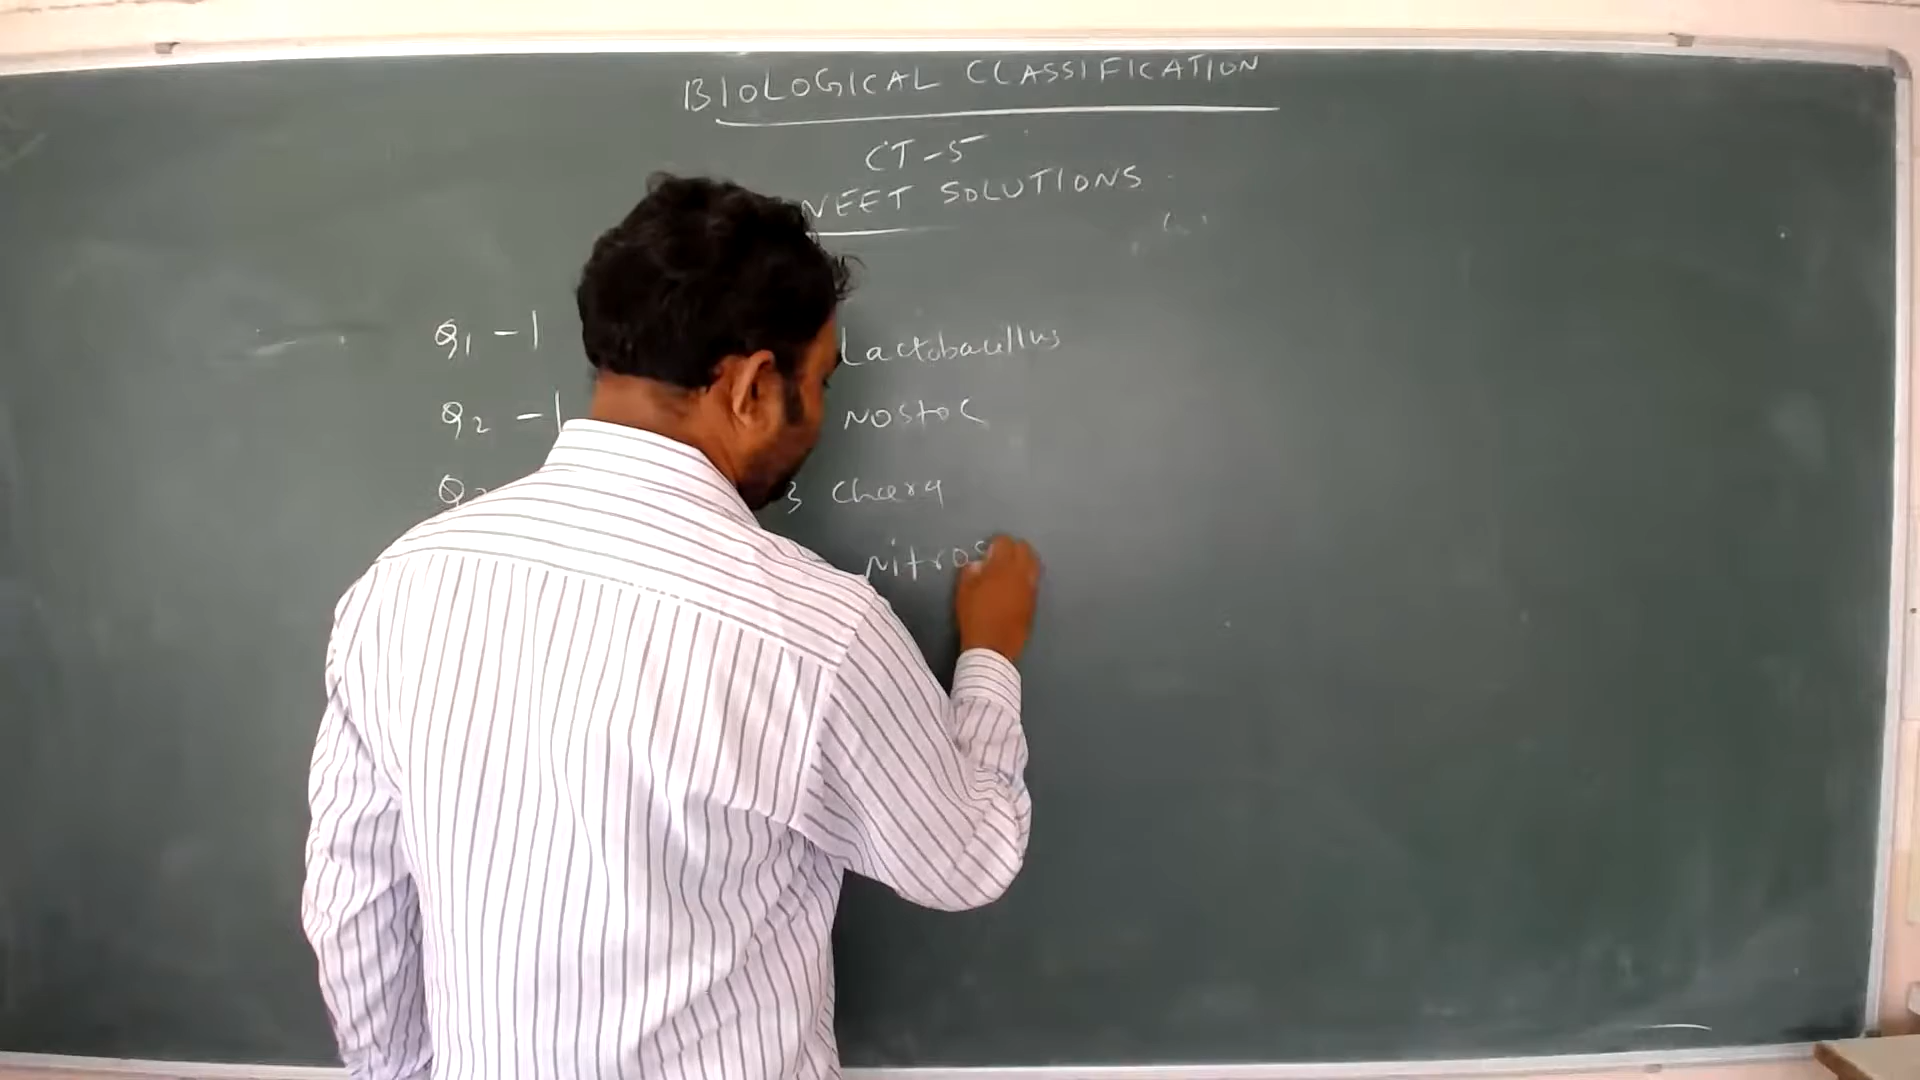 BIOLOGICAL CLASSIFICATION
CT-5
NEET SOLUTIONS
Q1 - 1 Lactobacillus
Q2 - 1 Nostoc
Q 3 Chara
Nitros